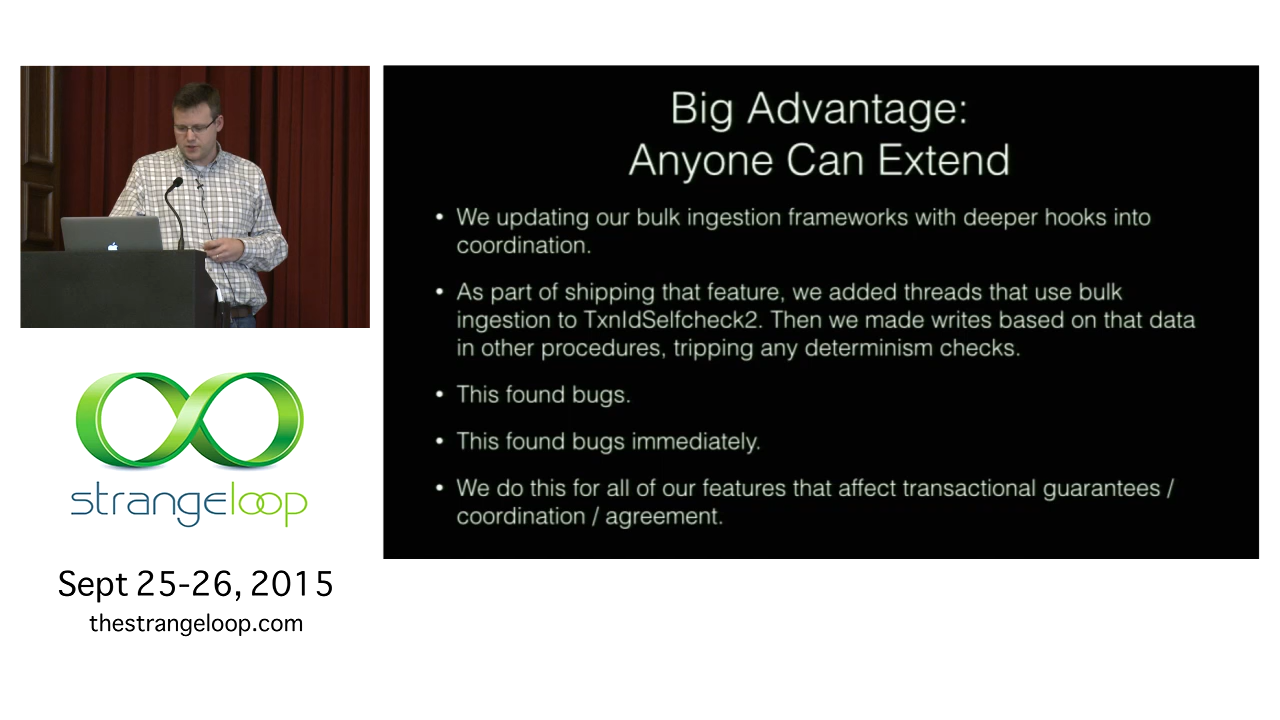 Big Advantage:
Anyone Can Extend
• We updating our bulk ingestion frameworks with deeper hooks into
coordination.
• As part of shipping that feature, we added threads that use bulk
ingestion to TxnIdSelfcheck2. Then we made writes based on that data
in other procedures, tripping any determinism checks.
• This found bugs.
• This found bugs immediately.
• We do this for all of our features that affect transactional guarantees /
coordination / agreement.
strangeloop
Sept 25-26, 2015
thestrangeloop.com